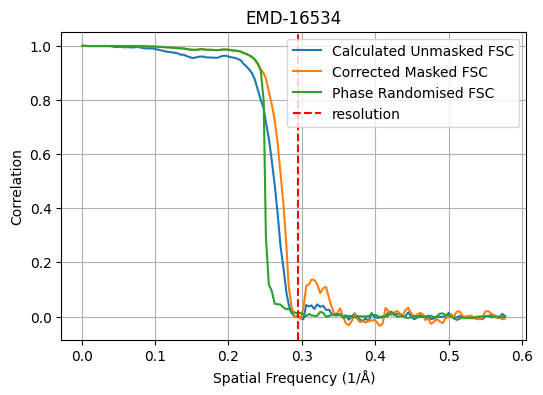 EMD-16534
Correlation
1.0
0.8
0.6
0.4
0.2
0.0
Calculated Unmasked FSC
Corrected Masked FSC
Phase Randomised FSC
resolution
0.0 0.1 0.2 0.3 0.4 0.5 0.6
Spatial Frequency (1/Å)